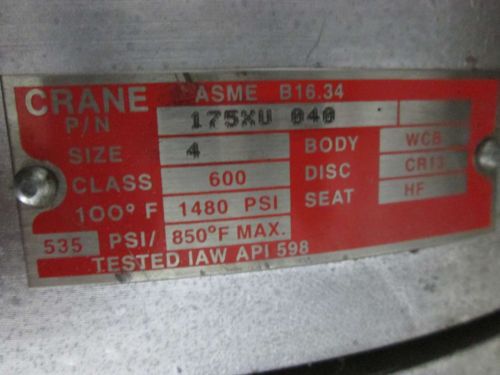 CRANE ASME B16.34
P/N 175XU 040
SIZE 4 BODY WCB
CLASS 600 DISC CR13
100°F 1480 PSI SEAT HF
535 PSI/ 850°F MAX.
TESTED IAW API 598